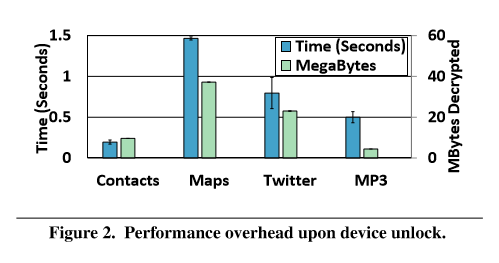 1.5
1
0.5
0
Time (Seconds)
Time (Seconds)
MegaBytes
60
40
20
0
MBytes Decrypted
Contacts Maps Twitter MP3
Figure 2. Performance overhead upon device unlock.